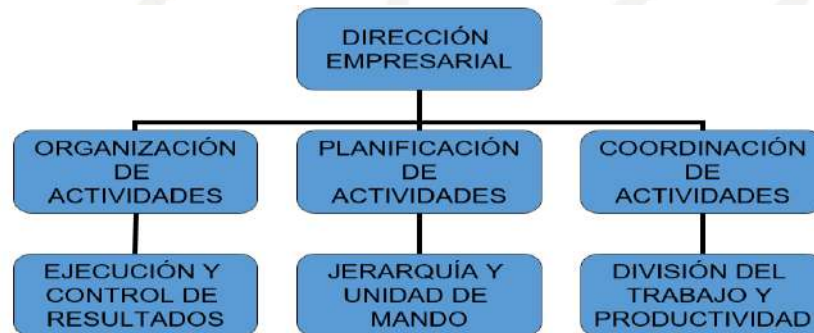 DIRECCIÓN
EMPRESARIAL
ORGANIZACIÓN
DE
ACTIVIDADES
PLANIFICACIÓN
DE
ACTIVIDADES
COORDINACIÓN
DE
ACTIVIDADES
EJECUCIÓN Y
CONTROL DE
RESULTADOS
JERARQUÍA Y
UNIDAD DE
MANDO
DIVISIÓN DEL
TRABAJO Y
PRODUCTIVIDAD